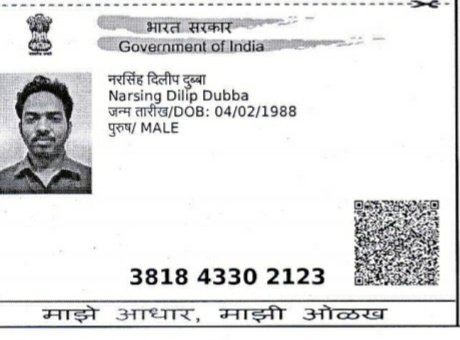 भारत सरकार
Government of India
नरसिंह दिलीप दुब्बा
Narsing Dilip Dubba
जन्म तारीख/DOB: 04/02/1988
पुरुष/ MALE
3818 4330 2123
माझे आधार, माझी ओळख